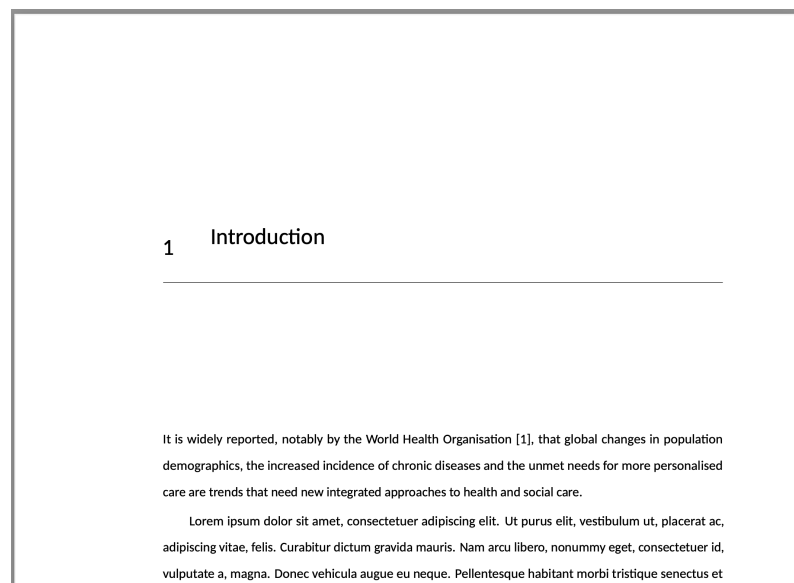 1 Introduction
It is widely reported, notably by the World Health Organisation [1], that global changes in population
demographics, the increased incidence of chronic diseases and the unmet needs for more personalised
care are trends that need new integrated approaches to health and social care.
Lorem ipsum dolor sit amet, consectetuer adipiscing elit. Ut purus elit, vestibulum ut, placerat ac,
adipiscing vitae, felis. Curabitur dictum gravida mauris. Nam arcu libero, nonummy eget, consectetuer id,
vulputate a, magna. Donec vehicula augue eu neque. Pellentesque habitant morbi tristique senectus et